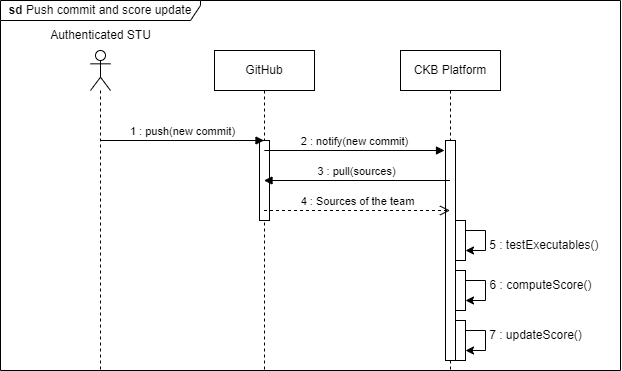 sd Push commit and score update
Authenticated STU
GitHub
CKB Platform
1 : push(new commit)
2 : notify(new commit)
3 : pull(sources)
4 : Sources of the team
5 : testExecutables()
6 : computeScore()
7 : updateScore()